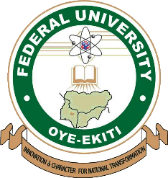 FEDERAL UNIVERSITY
OYE-EKITI
INNOVATION & CHARACTER FOR NATIONAL TRANSFORMATION